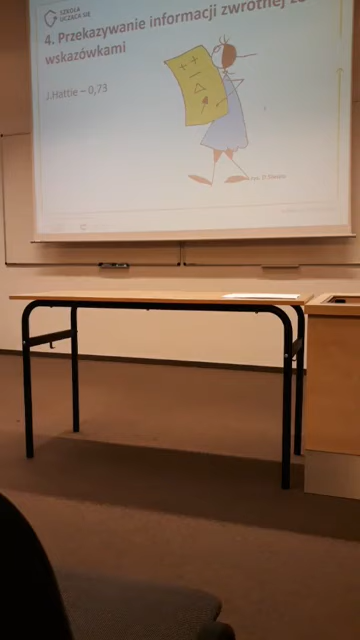 SZKOŁA
UCZĄCA SIĘ
4. Przekazywanie informacji zwrotnej ze
wskazówkami
J.Hattie – 0,73